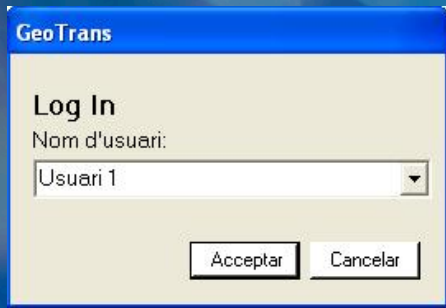 GeoTrans
Log In
Nom d'usuari:
Usuari 1
Acceptar Cancelar